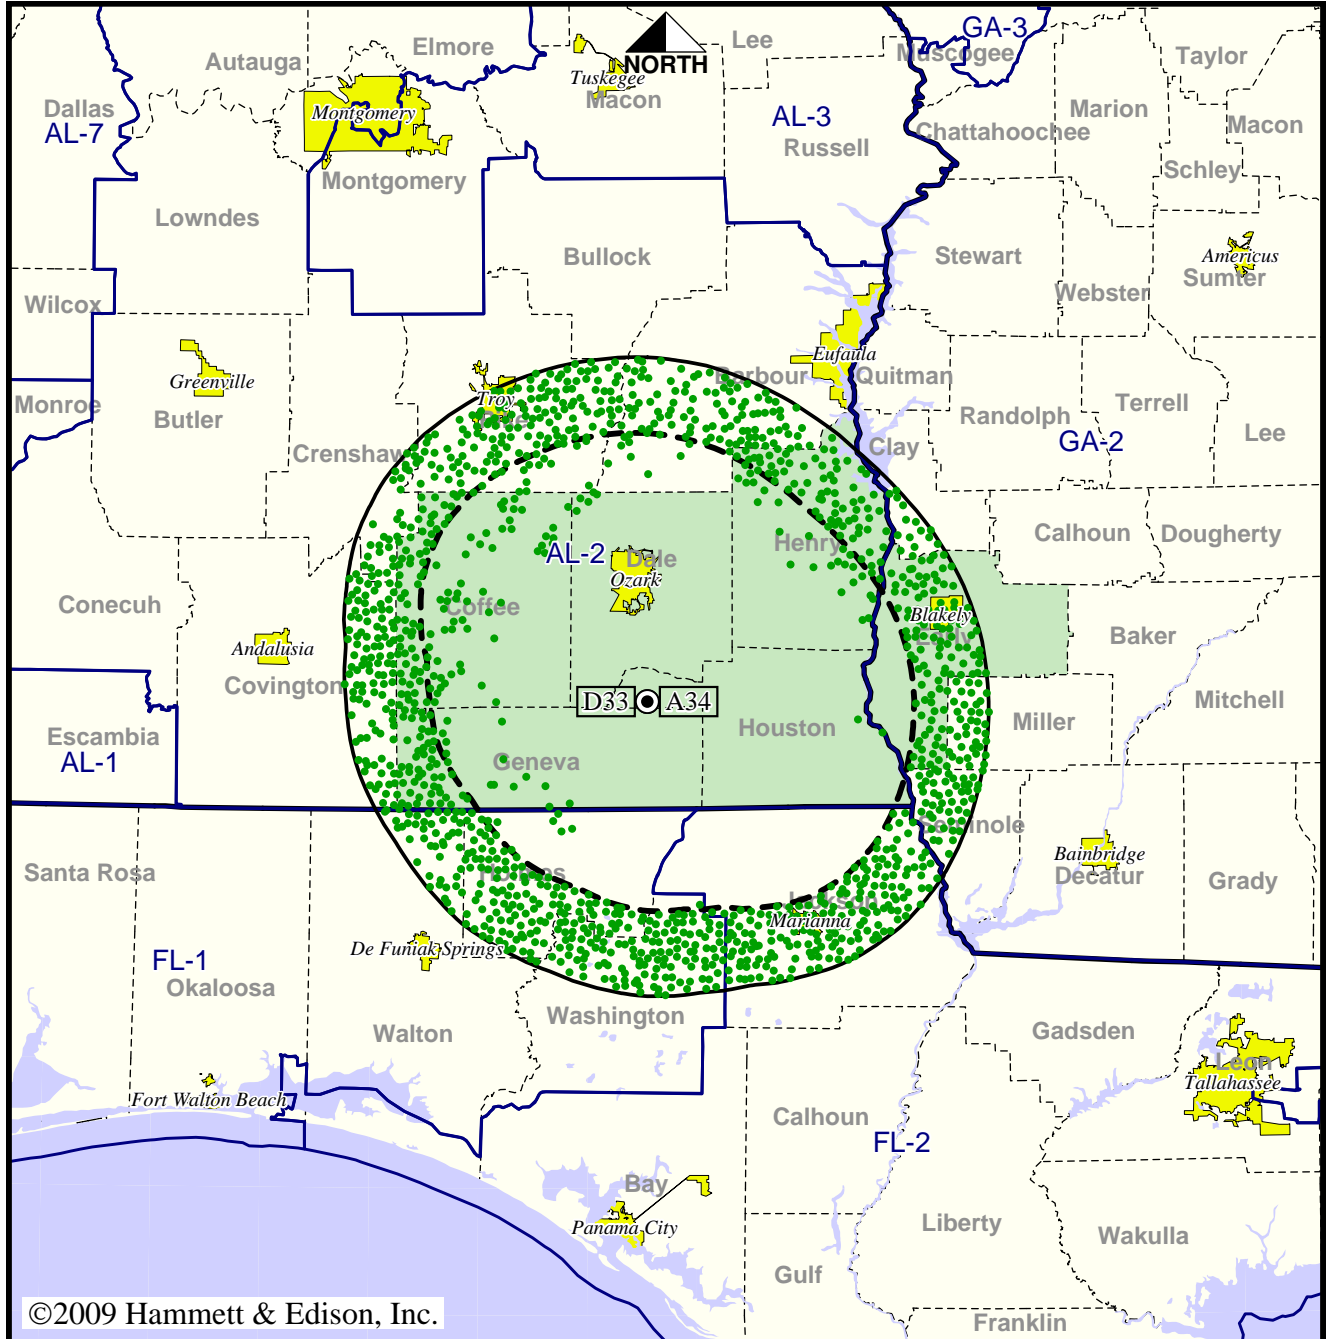 GA-3
Lee
Elmore
Muscogee
Taylor
Autauga
NORTH
Tuskegee
Macon
Dallas
AL-7
Montgomery
AL-3
Marion
Chattahoochee
Macon
Russell
Schley
Montgomery
Lowndes
Bullock
Stewart
Americus
Sumter
Webster
Wilcox
Eufaula
Barbour
Quitman
Greenville
Troy
Pike
Monroe
Butler
Terrell
Randolph
Lee
GA-2
Clay
Crenshaw
Calhoun
Dougherty
Henry
AL-2
Dale
Ozark
Conecuh
Coffee
Blakely
Early
Baker
Andalusia
Covington
D33
A34
Mitchell
Miller
Houston
Escambia
AL-1
Geneva
Seminole
Bainbridge
Decatur
Santa Rosa
Holmes
Grady
Jackson
Marianna
De Funiak Springs
FL-1
Okaloosa
Washington
Walton
Gadsden
Leon
Tallahassee
Fort Walton Beach
Calhoun
FL-2
Bay
Panama City
Liberty
Wakulla
Gulf
©2009 Hammett & Edison, Inc.
Franklin